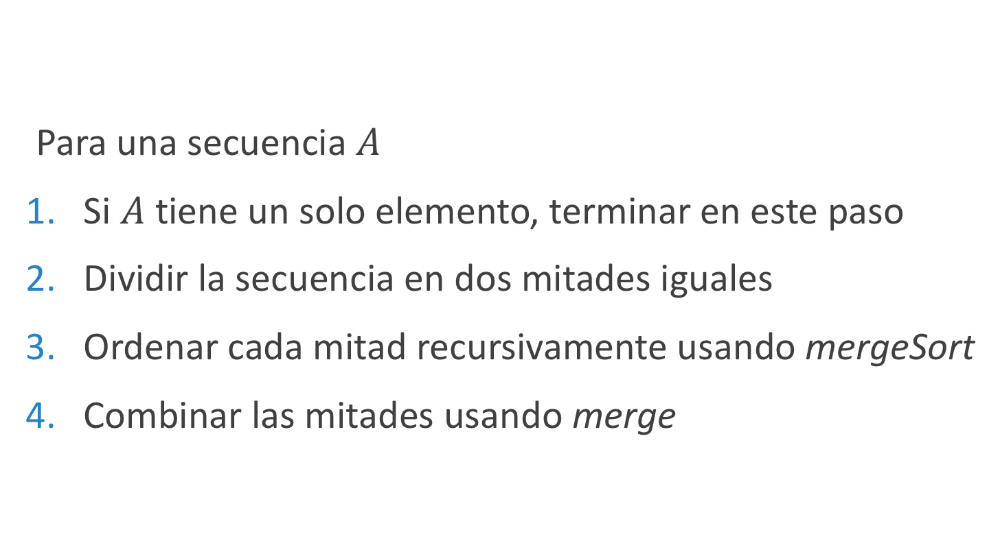 Para una secuencia A
1. Si A tiene un solo elemento, terminar en este paso
2. Dividir la secuencia en dos mitades iguales
3. Ordenar cada mitad recursivamente usando mergeSort
4. Combinar las mitades usando merge